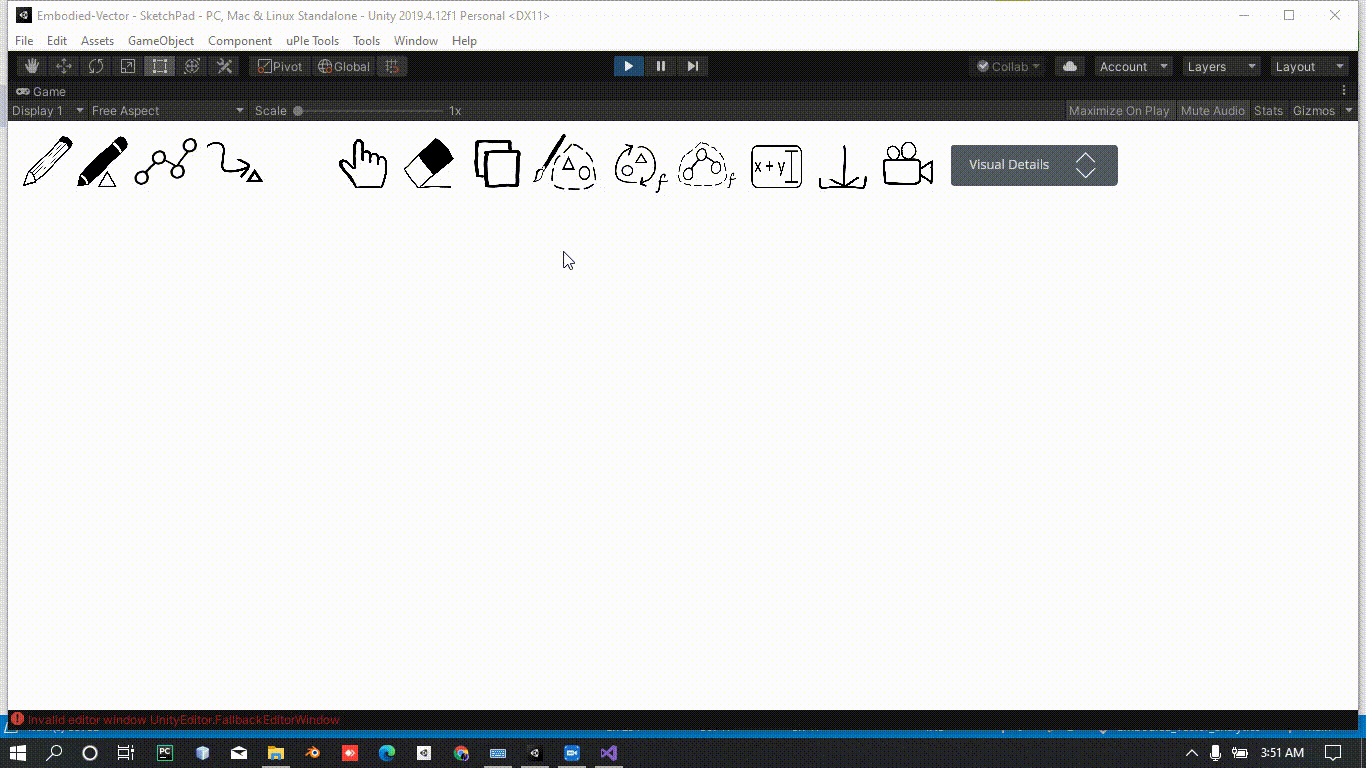 Embodied-Vector - SketchPad - PC, Mac & Linux Standalone - Unity 2019.4.12f1 Personal <DX11>
File Edit Assets GameObject Component uPle Tools Tools Window Help
Pivot Global Collab Account Layers Layout
Game
Display 1 Free Aspect Scale 1x Maximize On Play Mute Audio Stats Gizmos
f f x + y Visual Details
Invalid editor window UnityEditor.FallbackEditorWindow
PC 3:51 AM